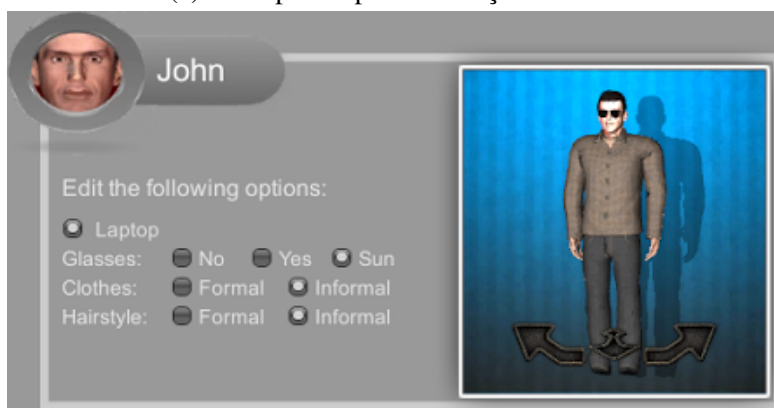 John
Edit the following options:
Laptop
Glasses: No Yes Sun
Clothes: Formal Informal
Hairstyle: Formal Informal